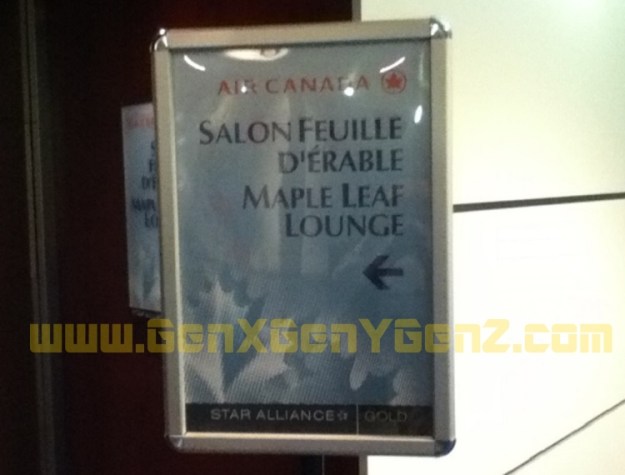 AIR CANADA
SALON FEUILLE
D'ÉRABLE
MAPLE LEAF
LOUNGE
www.GenXGenYGenZ.com
STAR ALLIANCE GOLD